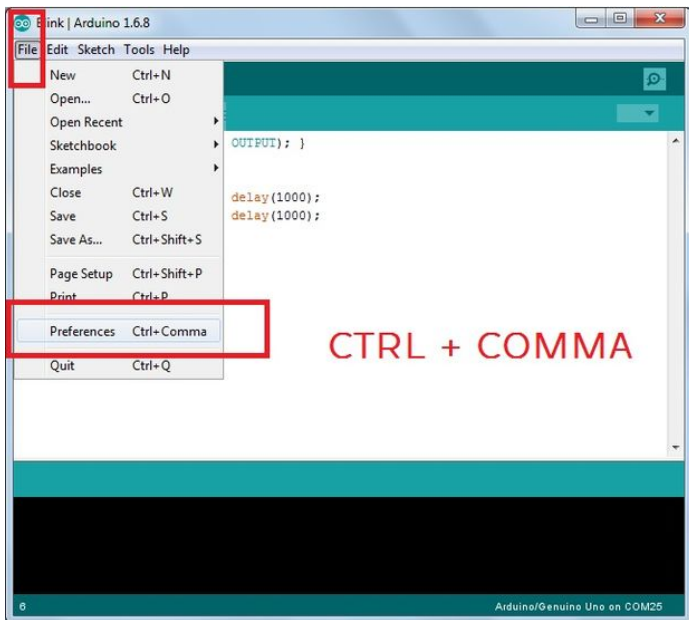 Blink | Arduino 1.6.8
File Edit Sketch Tools Help
New Ctrl+N
Open... Ctrl+O
Open Recent
Sketchbook
OUTPUT); }
Examples
Close Ctrl+W
delay(1000);
Save Ctrl+S
delay(1000);
Save As... Ctrl+Shift+S
Page Setup Ctrl+Shift+P
Print Ctrl+P
Preferences Ctrl+Comma
CTRL + COMMA
Quit Ctrl+Q
6
Arduino/Genuino Uno on COM25